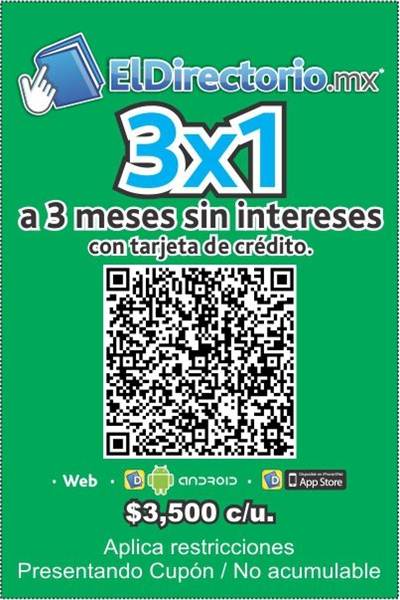 ElDirectorio.mx
3x1
a 3 meses sin intereses
con tarjeta de crédito.
· Web · D ANDROID · D App Store
$3,500 c/u.
Aplica restricciones
Presentando Cupón / No acumulable